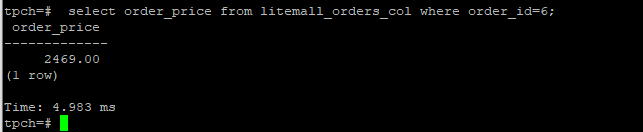 tpch=#  select order_price from litemall_orders_col where order_id=6;
 order_price
-------------
     2469.00
(1 row)

Time: 4.983 ms
tpch=#